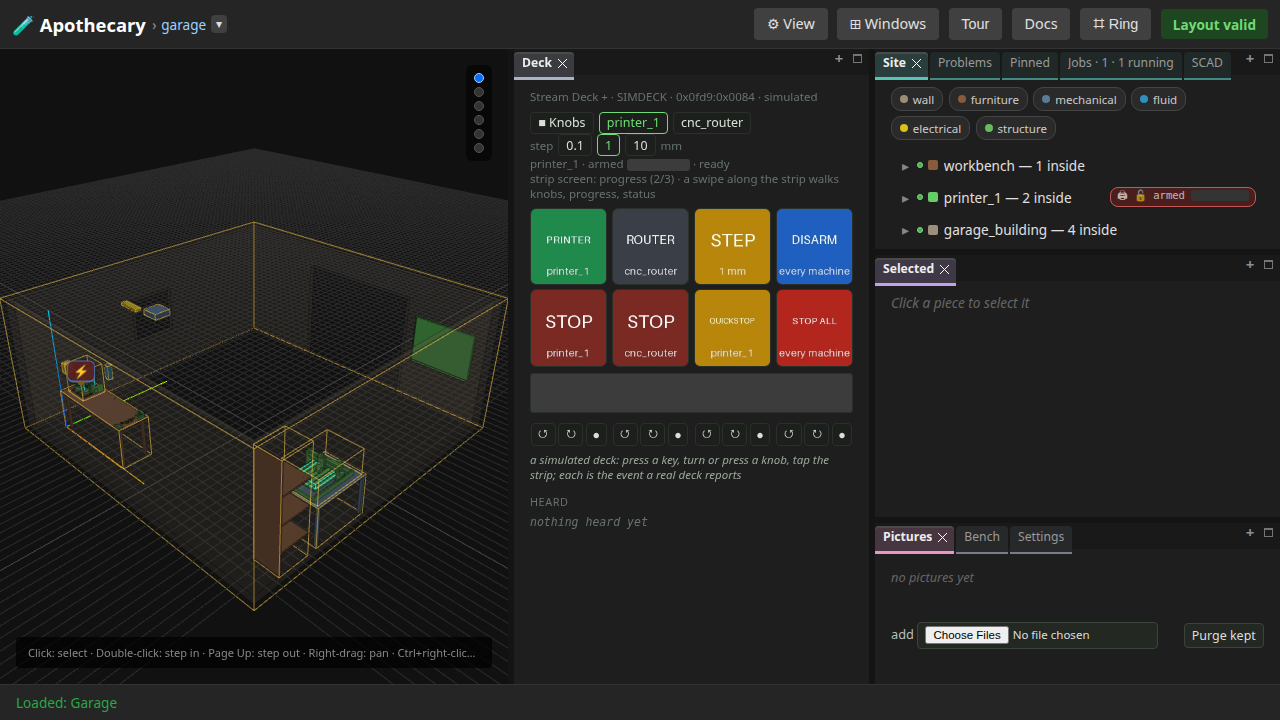 🧪 Apothecary › garage ▾
⚙ View
⊞ Windows
Tour
Docs
⌗ Ring
Layout valid
Deck
Stream Deck + · SIMDECK · 0x0fd9:0x0084 · simulated
■ Knobs
printer_1
cnc_router
step 0.1 1 10 mm
printer_1 · armed · ready
strip screen: progress (2/3) · a swipe along the strip walks
knobs, progress, status
PRINTER
printer_1
ROUTER
cnc_router
STEP
1 mm
DISARM
every machine
STOP
printer_1
STOP
cnc_router
QUICKSTOP
printer_1
STOP ALL
every machine
a simulated deck: press a key, turn or press a knob, tap the
strip; each is the event a real deck reports
HEARD
nothing heard yet
Site
Problems
Pinned
Jobs · 1 · 1 running
SCAD
wall
furniture
mechanical
fluid
electrical
structure
workbench — 1 inside
printer_1 — 2 inside
armed
garage_building — 4 inside
Selected
Click a piece to select it
Pictures
Bench
Settings
no pictures yet
add Choose Files No file chosen
Purge kept
Click: select · Double-click: step in · Page Up: step out · Right-drag: pan · Ctrl+right-clic...
Loaded: Garage